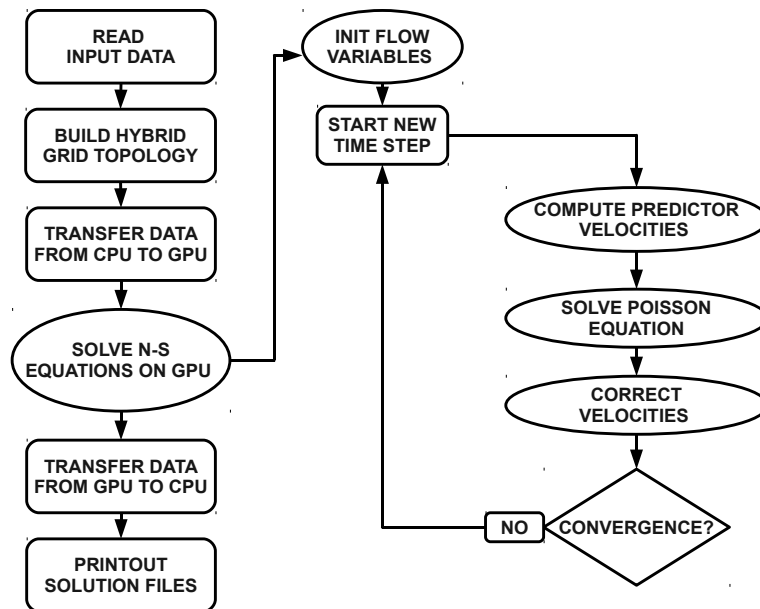 READ
INPUT DATA
BUILD HYBRID
GRID TOPOLOGY
TRANSFER DATA
FROM CPU TO GPU
SOLVE N-S
EQUATIONS ON GPU
TRANSFER DATA
FROM GPU TO CPU
PRINTOUT
SOLUTION FILES
INIT FLOW
VARIABLES
START NEW
TIME STEP
COMPUTE PREDICTOR
VELOCITIES
SOLVE POISSON
EQUATION
CORRECT
VELOCITIES
CONVERGENCE?
NO